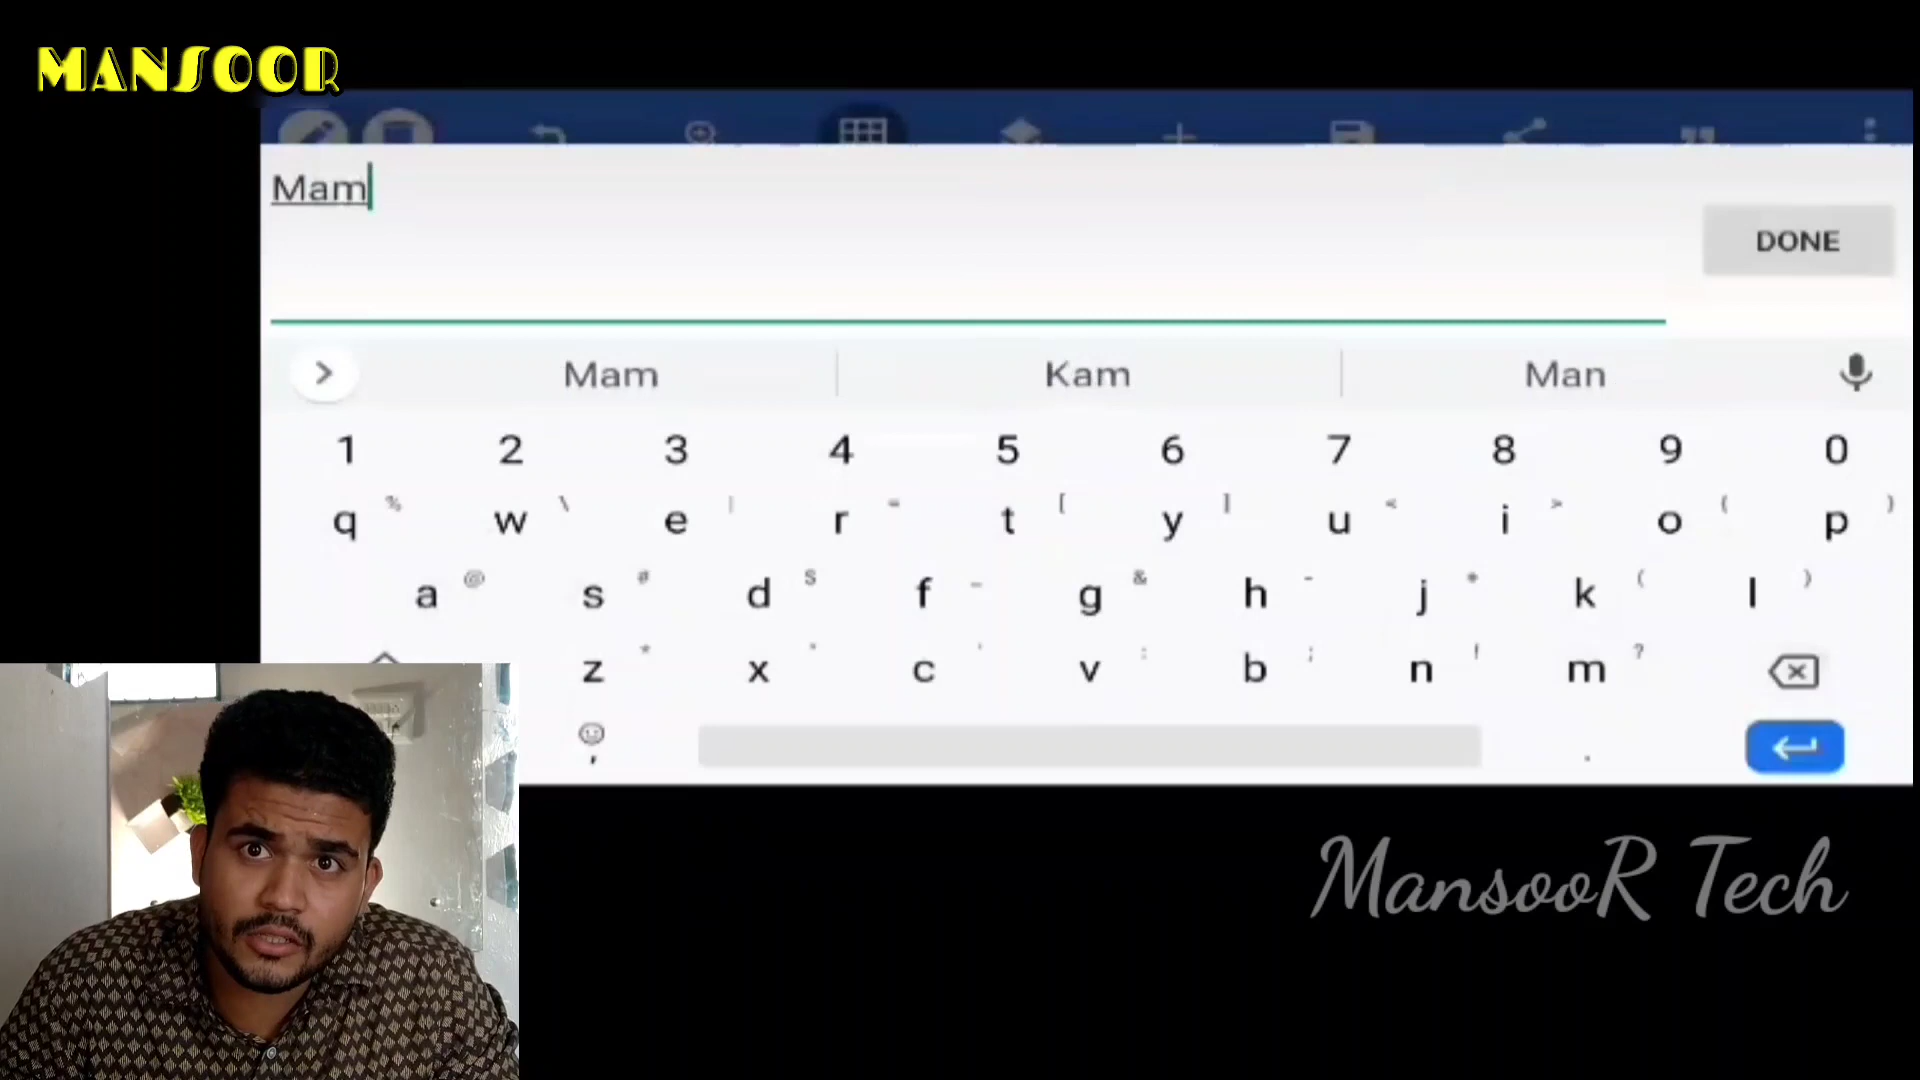 MANSOOR
Mam
DONE
Mam Kam Man
1 2 3 4 5 6 7 8 9 0
q w e r t y u i o p
a s d f g h j k l
z x c v b n m
MansooR Tech